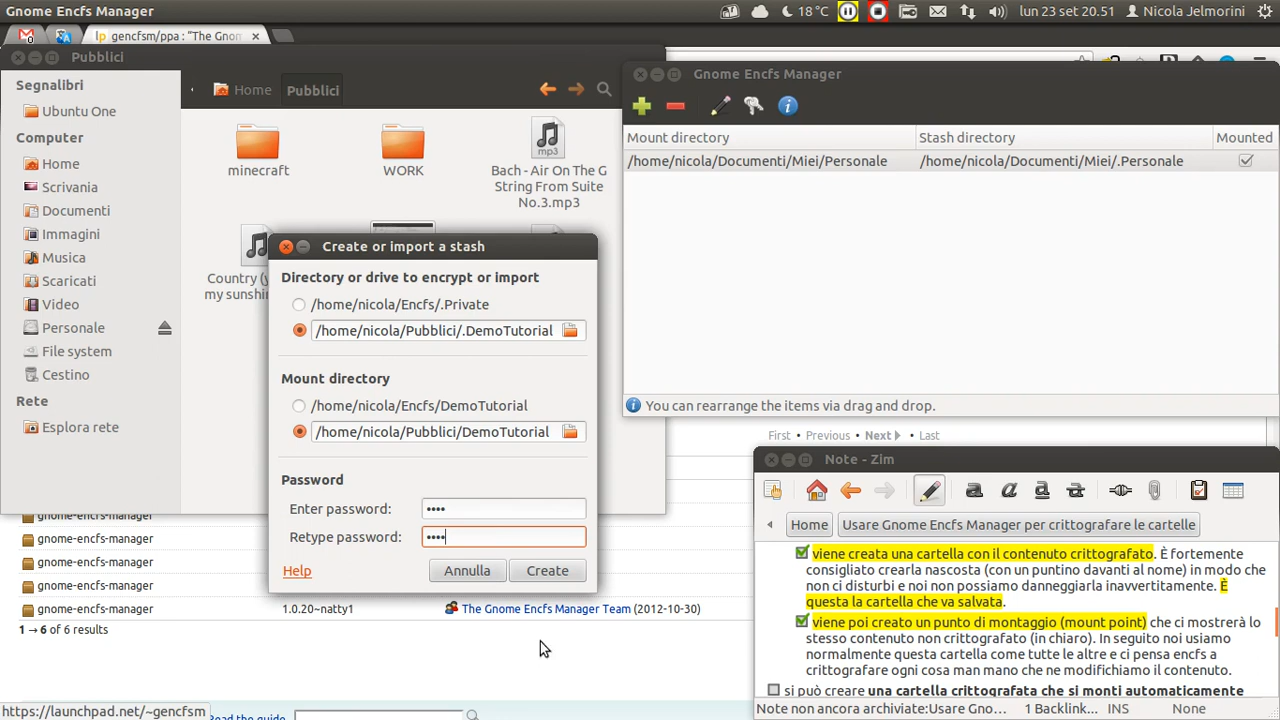 Gnome Encfs Manager
18 °C
lun 23 set 20.51
Nicola Jelmorini
gencfsm/ppa : “The Gnom
Pubblici
Segnalibri
Ubuntu One
Computer
Home
Scrivania
Documenti
Immagini
Musica
Scaricati
Video
Personale
File system
Cestino
Rete
Esplora rete
Home
Pubblici
minecraft
WORK
mp3
Bach - Air On The G
String From Suite
No.3.mp3
Country (y
my sunshin
Create or import a stash
Directory or drive to encrypt or import
/home/nicola/Encfs/.Private
/home/nicola/Pubblici/.DemoTutorial
Mount directory
/home/nicola/Encfs/DemoTutorial
/home/nicola/Pubblici/DemoTutorial
Password
Enter password: ••••
Retype password: ••••
Help
Annulla
Create
Gnome Encfs Manager
Mount directory
Stash directory
Mounted
/home/nicola/Documenti/Miei/Personale
/home/nicola/Documenti/Miei/.Personale
You can rearrange the items via drag and drop.
First • Previous • Next • Last
gnome-encfs-manager
gnome-encfs-manager
gnome-encfs-manager
gnome-encfs-manager
gnome-encfs-manager
1.0.20~natty1
The Gnome Encfs Manager Team (2012-10-30)
1 → 6 of 6 results
https://launchpad.net/~gencfsm
Read the guide
Note - Zim
Home
Usare Gnome Encfs Manager per crittografare le cartelle
viene creata una cartella con il contenuto crittografato. È fortemente
consigliato crearla nascosta (con un puntino davanti al nome) in modo che
non ci disturbi e noi non possiamo danneggiarla inavvertitamente. È
questa la cartella che va salvata.
viene poi creato un punto di montaggio (mount point) che ci mostrerà lo
stesso contenuto non crittografato (in chiaro). In seguito noi usiamo
normalmente questa cartella come tutte le altre e ci pensa encfs a
crittografare ogni cosa man mano che ne modifichiamo il contenuto.
si può creare una cartella crittografata che si monti automaticamente
Note non ancora archiviate:Usare Gno...
1 Backlink...
INS
None